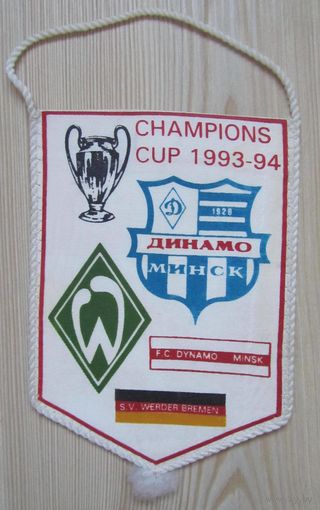 CHAMPIONS
CUP 1993-94
Д
1928
ДИНАМО
МИНСК
W
F.C. DYNAMO MINSK
S.V. WERDER BREMEN